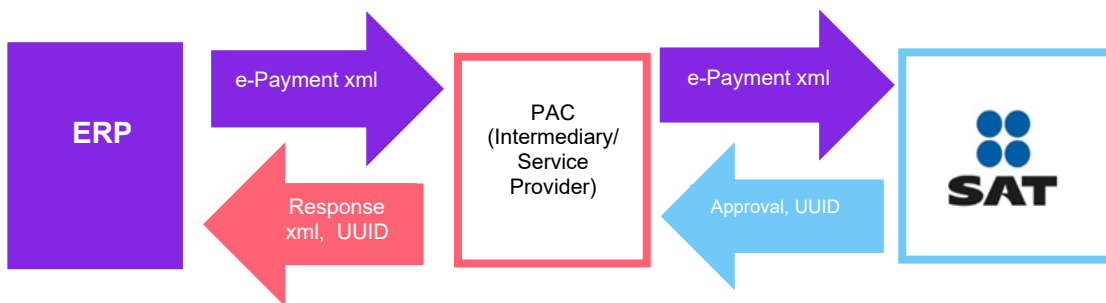 ERP
e-Payment xml
Response
xml, UUID
PAC
(Intermediary/
Service
Provider)
e-Payment xml
Approval, UUID
SAT